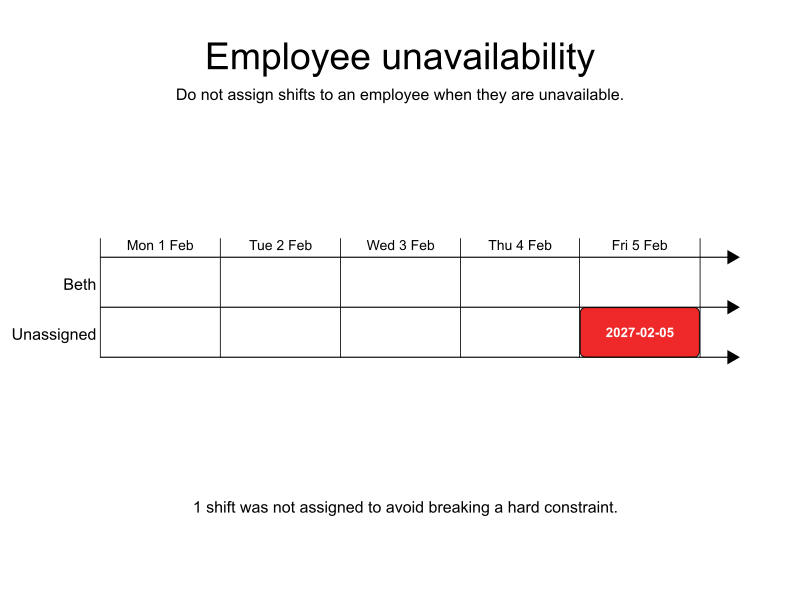 Employee unavailability
Do not assign shifts to an employee when they are unavailable.
Mon 1 Feb Tue 2 Feb Wed 3 Feb Thu 4 Feb Fri 5 Feb
Beth
Unassigned 2027-02-05
1 shift was not assigned to avoid breaking a hard constraint.